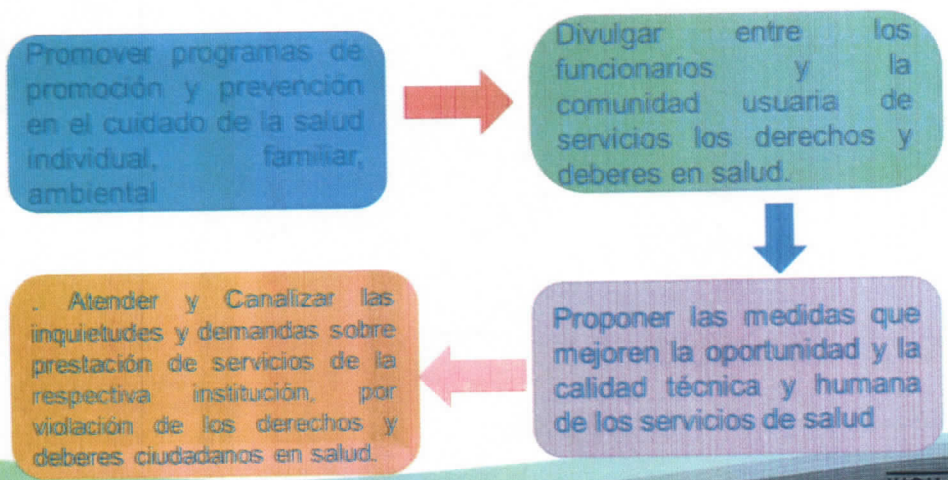 Promover programas de
promoción y prevención
en el cuidado de la salud
individual, familiar,
ambiental
Divulgar entre los
funcionarios y la
comunidad usuaria de
servicios los derechos y
deberes en salud.
Proponer las medidas que
mejoren la oportunidad y la
calidad técnica y humana
de los servicios de salud
. Atender y Canalizar las
inquietudes y demandas sobre
prestación de servicios de la
respectiva institución, por
violación de los derechos y
deberes ciudadanos en salud.